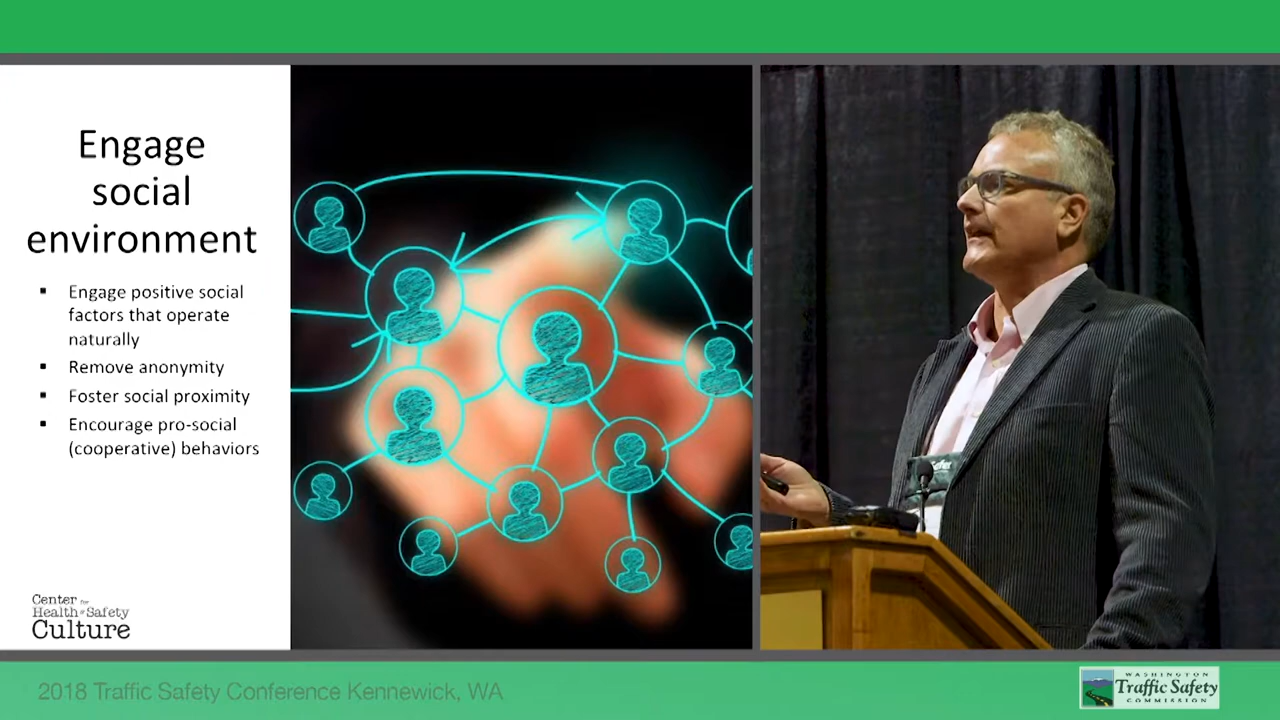 Engage
social
environment
▪ Engage positive social
factors that operate
naturally
▪ Remove anonymity
▪ Foster social proximity
▪ Encourage pro-social
(cooperative) behaviors
Center for
Health & Safety
Culture
2018 Traffic Safety Conference Kennewick, WA
WASHINGTON
Traffic Safety
COMMISSION